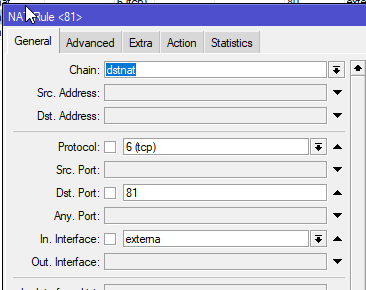 NAT Rule <81>
General Advanced Extra Action Statistics
Chain: dstnat
Src. Address:
Dst. Address:
Protocol: 6 (tcp)
Src. Port:
Dst. Port: 81
Any. Port:
In. Interface: externa
Out. Interface: